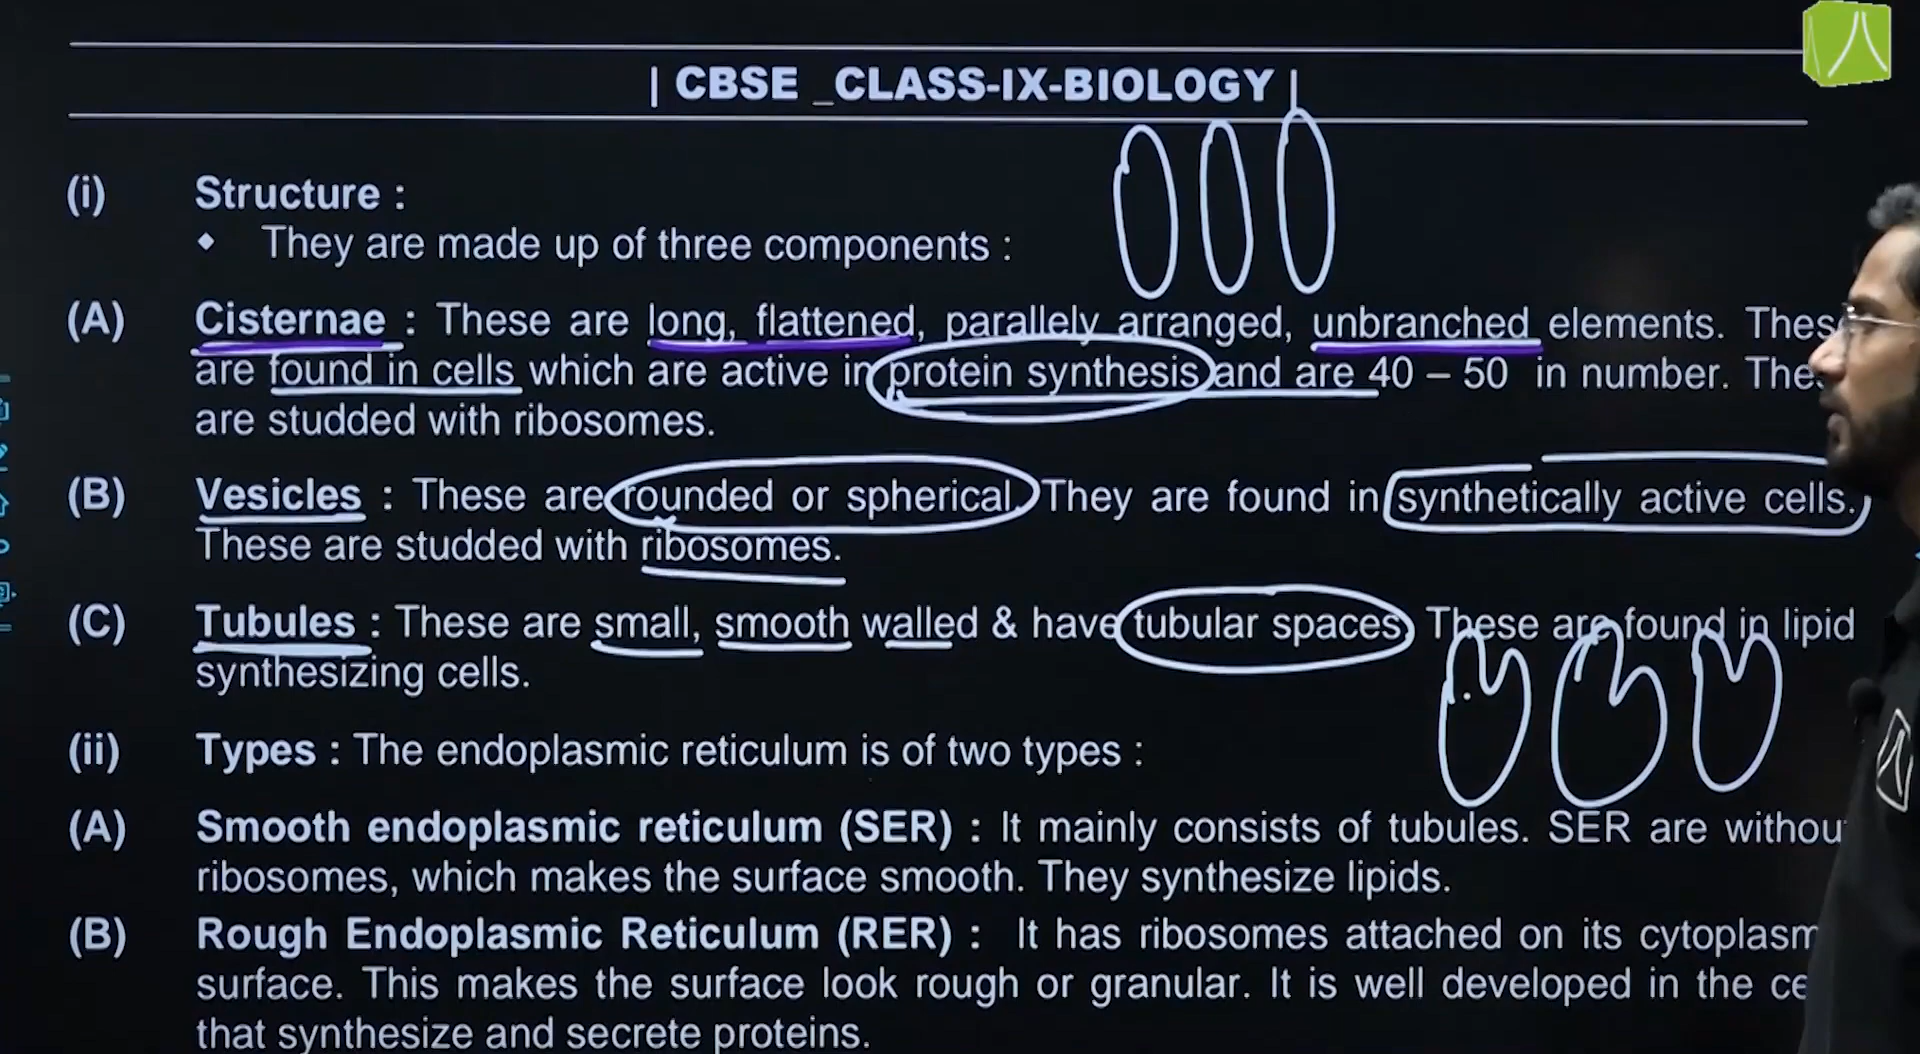 | CBSE _CLASS-IX-BIOLOGY |
(i) Structure :
◆ They are made up of three components :
(A) Cisternae : These are long, flattened, parallely arranged, unbranched elements.
are found in cells which are active in protein synthesis and are 40 – 50 in number.
are studded with ribosomes.
(B) Vesicles : These are rounded or spherical. They are found in synthetically active cells.
These are studded with ribosomes.
(C) Tubules : These are small, smooth walled & have tubular spaces. These are found in lipid
synthesizing cells.
(ii) Types : The endoplasmic reticulum is of two types :
(A) Smooth endoplasmic reticulum (SER) : It mainly consists of tubules. SER are
ribosomes, which makes the surface smooth. They synthesize lipids.
(B) Rough Endoplasmic Reticulum (RER) : It has ribosomes attached on its
surface. This makes the surface look rough or granular. It is well developed in the
that synthesize and secrete proteins.